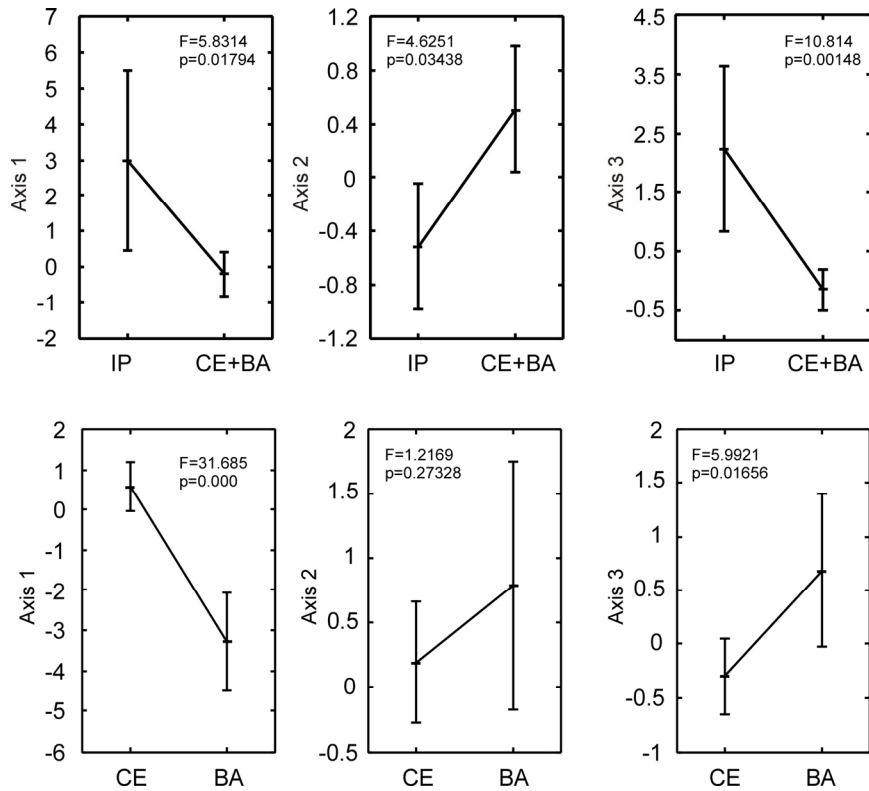 7
6
5
4
3
2
1
0
-1
-2
Axis 1
F=5.8314
p=0.01794
IP CE+BA
1.2
0.8
0.4
0
-0.4
-0.8
-1.2
Axis 2
F=4.6251
p=0.03438
IP CE+BA
4.5
3.5
2.5
1.5
0.5
-0.5
Axis 3
F=10.814
p=0.00148
IP CE+BA
2
1
0
-1
-2
-3
-4
-5
-6
Axis 1
F=31.685
p=0.000
CE BA
2
1.5
1
0.5
0
-0.5
Axis 2
F=1.2169
p=0.27328
CE BA
2
1.5
1
0.5
0
-0.5
-1
Axis 3
F=5.9921
p=0.01656
CE BA